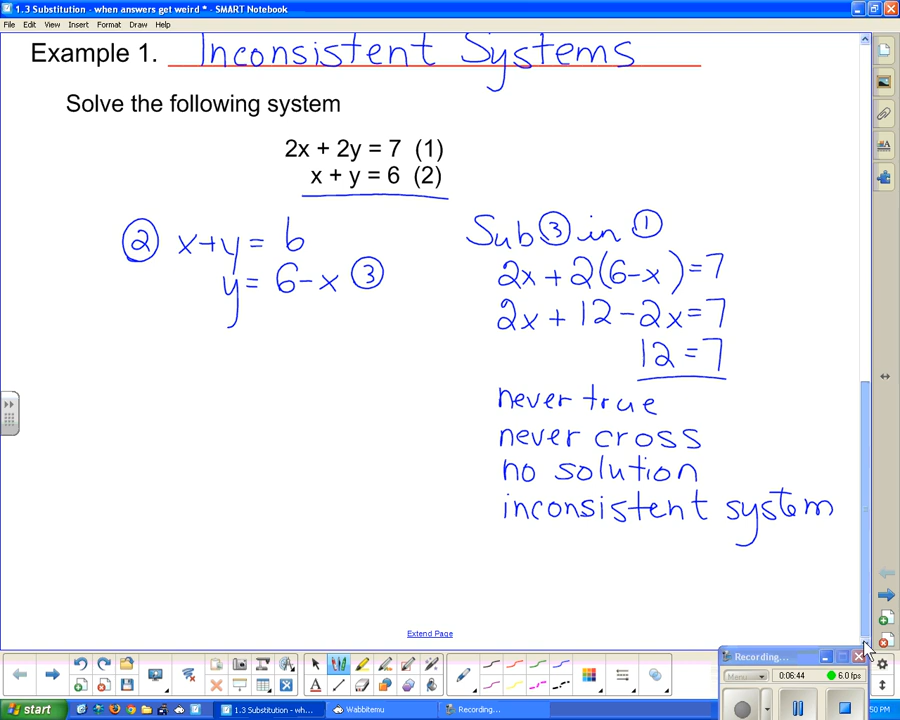 1.3 Substitution - when answers get weird * - SMART Notebook
File Edit View Insert Format Draw Help
Example 1. Inconsistent Systems
Solve the following system
2x + 2y = 7 (1)
x + y = 6 (2)
② x+y = 6
y = 6-x ③
Sub ③ in ①
2x + 2(6-x) = 7
2x + 12 - 2x = 7
12 = 7
never true
never cross
no solution
inconsistent system
Extend Page
Recording...
Menu
0:06:44
6.0 fps
start
1.3 Substitution - wh...
Wabbitemu
Recording...
50 PM